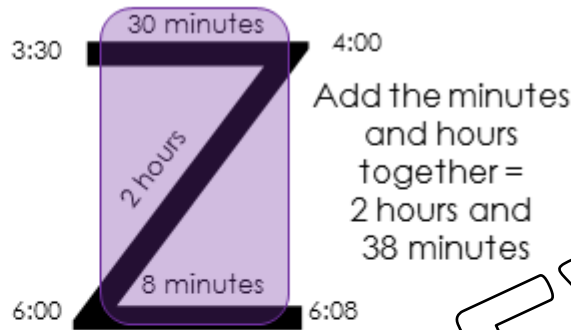 30 minutes
3:30
4:00
2 hours
Add the minutes
and hours
together =
2 hours and
38 minutes
8 minutes
6:00
6:08